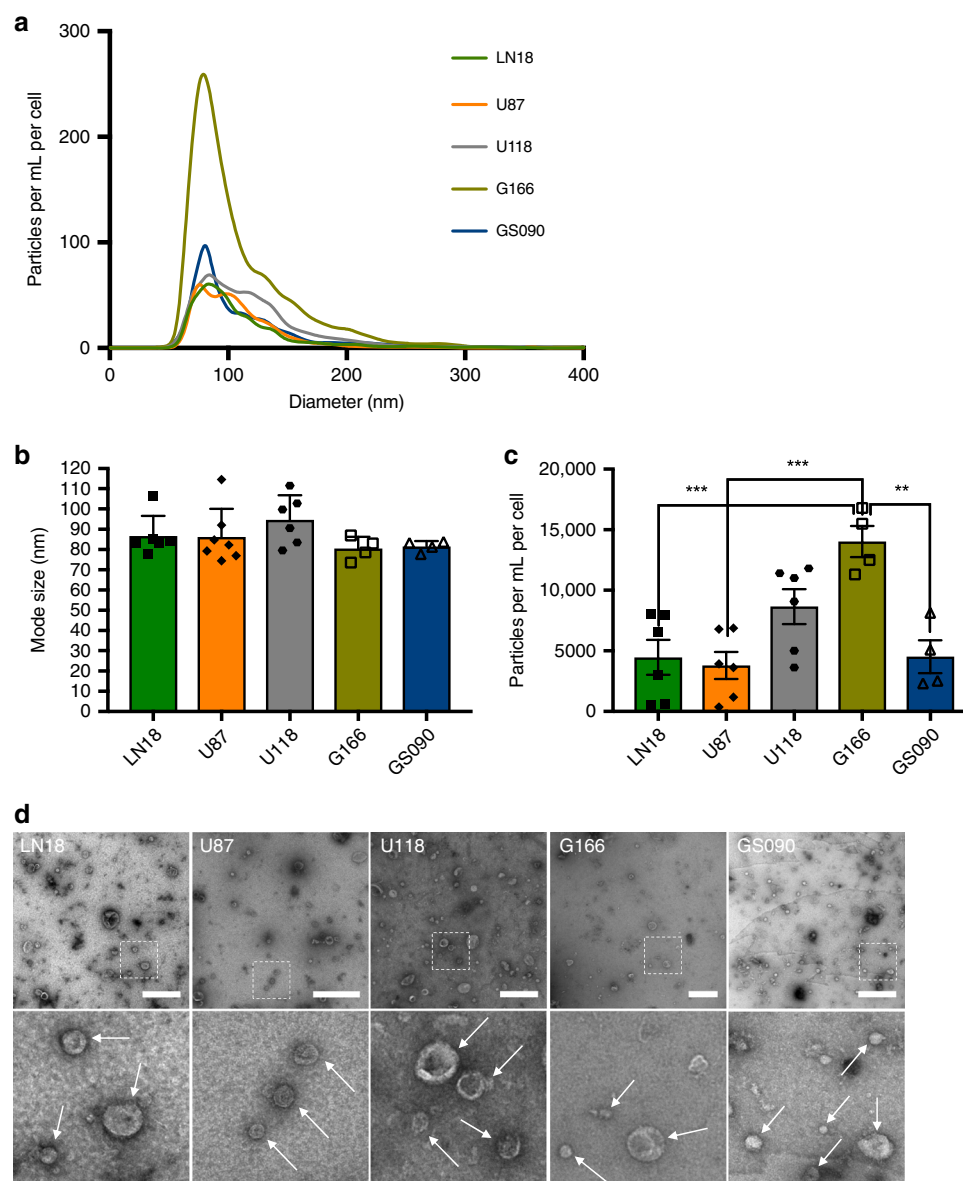 a
Particles per mL per cell
300
200
100
0
0 100 200 300 400
Diameter (nm)
LN18
U87
U118
G166
GS090
b
Mode size (nm)
120
110
100
90
80
70
60
50
40
30
20
10
0
LN18 U87 U118 G166 GS090
c
Particles per mL per cell
20,000
15,000
10,000
5000
0
*** *** **
LN18 U87 U118 G166 GS090
d
LN18 U87 U118 G166 GS090